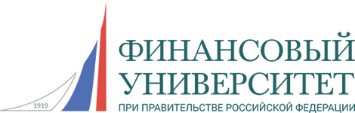 ФИНАНСОВЫЙ
УНИВЕРСИТЕТ
ПРИ ПРАВИТЕЛЬСТВЕ РОССИЙСКОЙ ФЕДЕРАЦИИ
1919